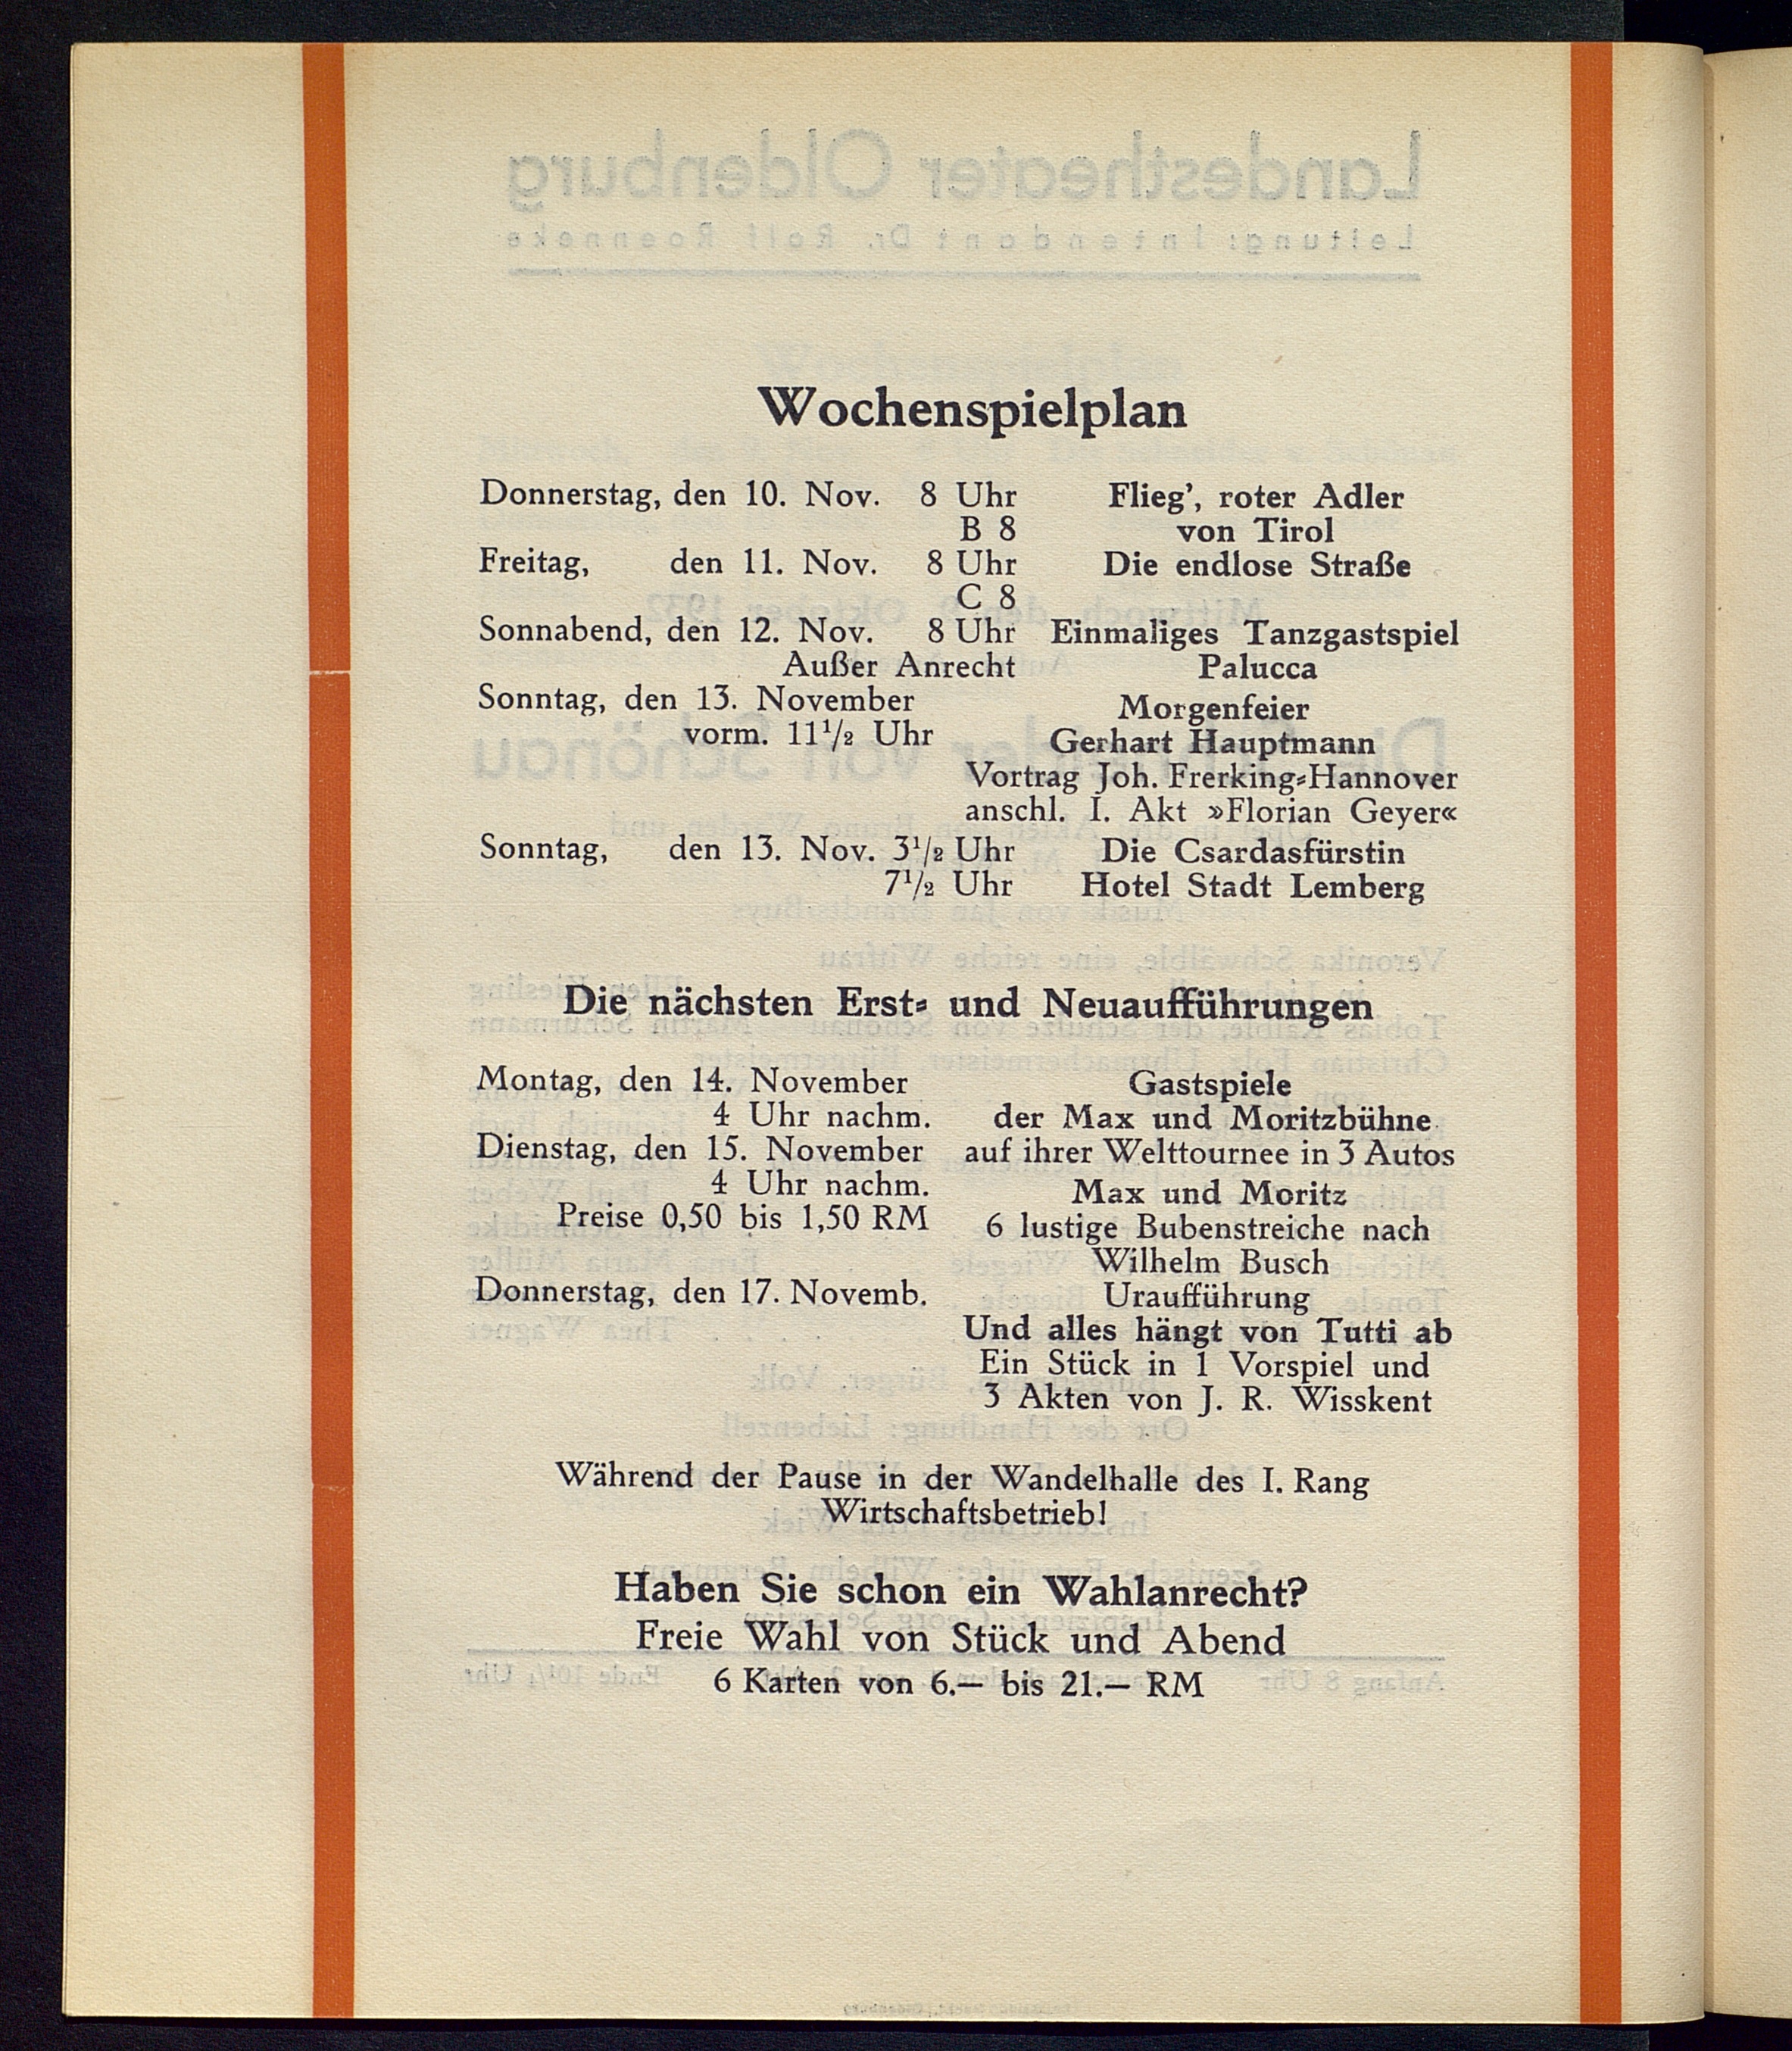 Wochenspielplan
Donnerstag, den 10. Nov. 8 Uhr Flieg’, roter Adler
B 8 von Tirol
Freitag, den 11. Nov. 8 Uhr Die endlose Straße
C 8
Sonnabend, den 12. Nov. 8 Uhr Einmaliges Tanzgastspiel
Außer Anrecht Palucca
Sonntag, den 13. November Morgenfeier
vorm. 11¹/₂ Uhr Gerhart Hauptmann
Vortrag Joh. Frerking-Hannover
anschl. I. Akt »Florian Geyer«
Sonntag, den 13. Nov. 3¹/₂ Uhr Die Csardasfürstin
7¹/₂ Uhr Hotel Stadt Lemberg
Die nächsten Erst- und Neuaufführungen
Montag, den 14. November Gastspiele
4 Uhr nachm. der Max und Moritzbühne
Dienstag, den 15. November auf ihrer Welttournee in 3 Autos
4 Uhr nachm. Max und Moritz
Preise 0,50 bis 1,50 RM 6 lustige Bubenstreiche nach
Wilhelm Busch
Donnerstag, den 17. Novemb. Uraufführung
Und alles hängt von Tutti ab
Ein Stück in 1 Vorspiel und
3 Akten von J. R. Wisskent
Während der Pause in der Wandelhalle des I. Rang
Wirtschaftsbetrieb!
Haben Sie schon ein Wahlanrecht?
Freie Wahl von Stück und Abend
6 Karten von 6.— bis 21.— RM